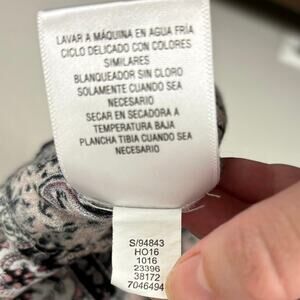 LAVAR A MÁQUINA EN AGUA FRÍA
CICLO DELICADO CON COLORES
SIMILARES
BLANQUEADOR SIN CLORO
SOLAMENTE CUANDO SEA
NECESARIO
SECAR EN SECADORA A
TEMPERATURA BAJA
PLANCHA TIBIA CUANDO SEA
NECESARIO
S/94843
HO16
1016
23396
38172
7046494